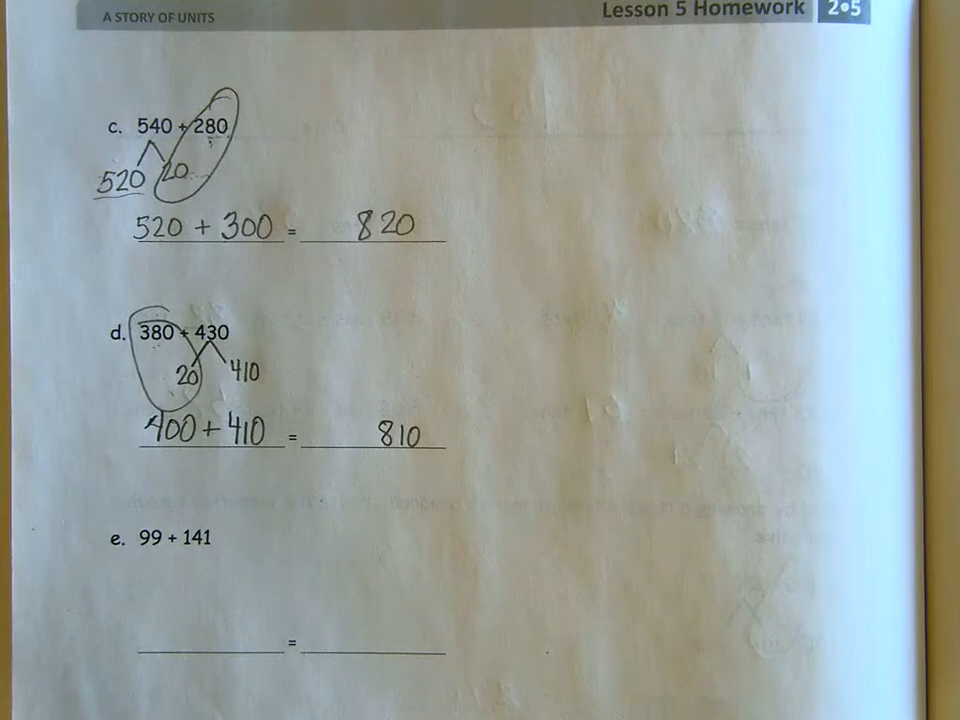 A STORY OF UNITS
Lesson 5 Homework 2•5
c. 540 + 280
520 20
520 + 300 = 820
d. 380 + 430
20 410
400 + 410 = 810
e. 99 + 141
=